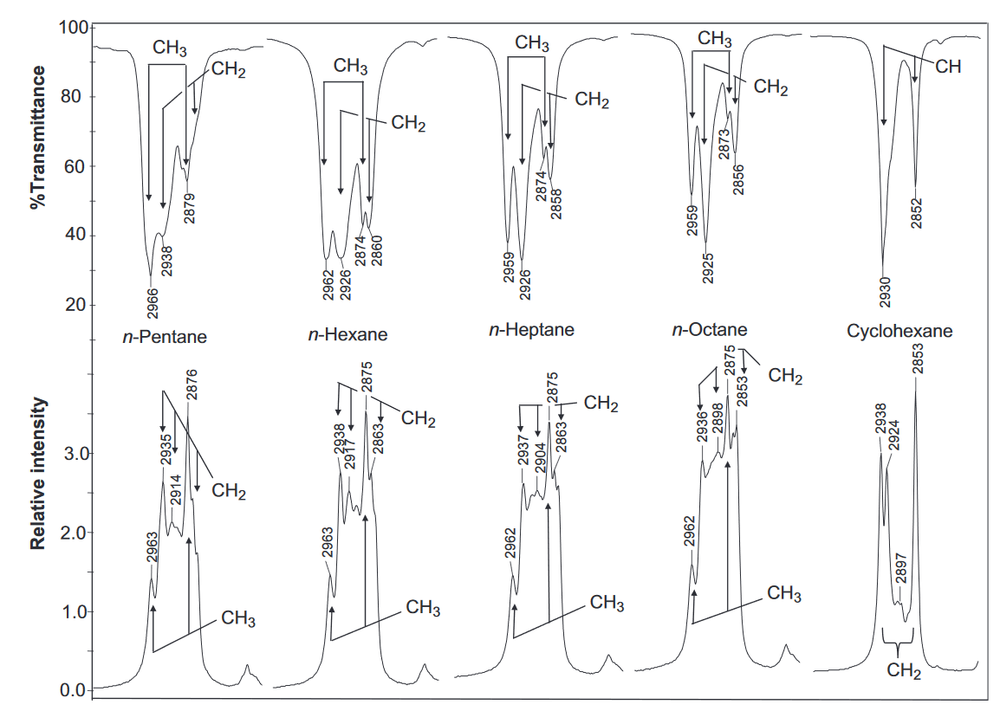 100
80
60
40
20
%Transmittance
CH3
CH2
2966
2938
2879
n-Pentane
CH3
CH2
2962
2926
2874
2860
n-Hexane
CH3
CH2
2959
2926
2874
2858
n-Heptane
CH3
CH2
2959
2925
2873
2856
n-Octane
CH
2930
2852
Cyclohexane
3.0
2.0
1.0
0.0
Relative intensity
2963
2935
2914
2876
CH2
CH3
2963
2938
2917
2875
2863
CH2
CH3
2962
2937
2904
2875
2863
CH2
CH3
2962
2936
2898
2875
2853
CH2
CH3
2938
2924
2897
2853
CH2